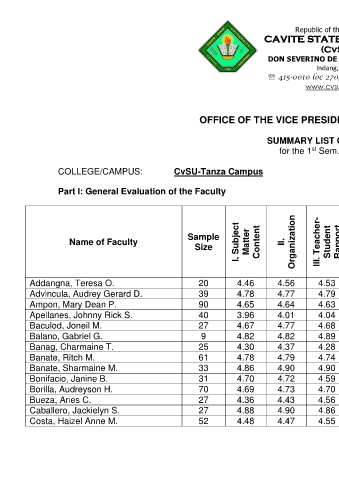 Republic of th
CAVITE STATE
(CvS
DON SEVERINO DE
Indang,
☏ 415-0010 loc 270,
www.cvs
OFFICE OF THE VICE PRESID
SUMMARY LIST O
for the 1st Sem.
COLLEGE/CAMPUS: CvSU-Tanza Campus
Part I: General Evaluation of the Faculty
Name of Faculty Sample Size I. Subject Matter Content II. Organization III. Teacher-Student Rapport
Addangna, Teresa O. 20 4.46 4.56 4.53
Advincula, Audrey Gerard D. 39 4.78 4.77 4.79
Ampon, Mary Dean P. 90 4.65 4.64 4.63
Apellanes, Johnny Rick S. 40 3.96 4.01 4.04
Baculod, Joneil M. 27 4.67 4.77 4.68
Balano, Gabriel G. 9 4.82 4.82 4.89
Banag, Charmaine T. 25 4.30 4.37 4.28
Banate, Ritch M. 61 4.78 4.79 4.74
Banate, Sharmaine M. 33 4.86 4.90 4.90
Bonifacio, Janine B. 31 4.70 4.72 4.59
Borilla, Audreyson H. 70 4.69 4.73 4.70
Bueza, Aries C. 27 4.36 4.43 4.56
Caballero, Jackielyn S. 27 4.88 4.90 4.86
Costa, Haizel Anne M. 52 4.48 4.47 4.55